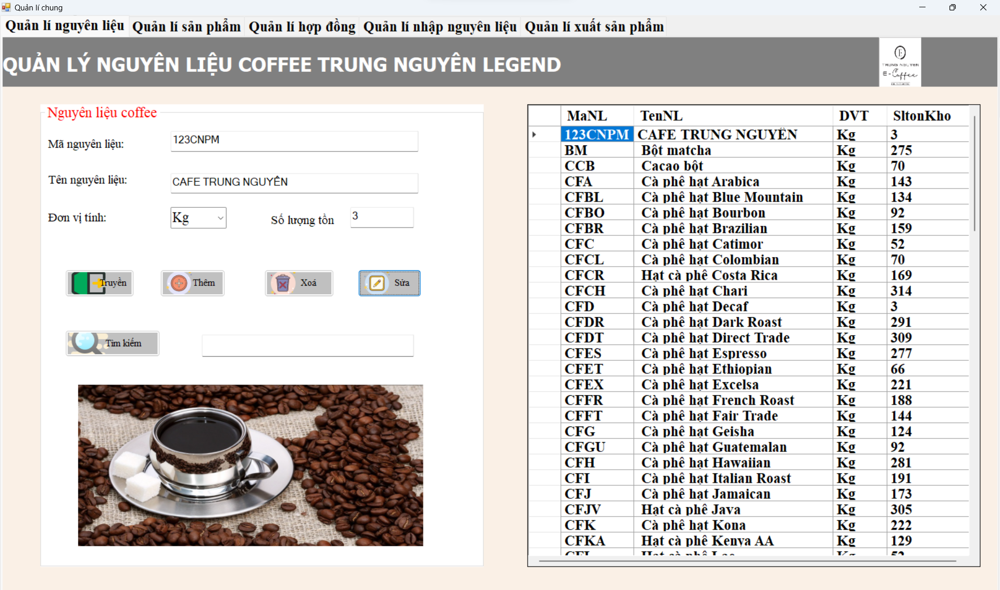 Quản lí chung
Quản lí nguyên liệu Quản lí sản phẩm Quản lí hợp đồng Quản lí nhập nguyên liệu Quản lí xuất sản phẩm
QUẢN LÝ NGUYÊN LIỆU COFFEE TRUNG NGUYÊN LEGEND
E
TRUNG NGUYEN
E-Coffee
Nguyên liệu coffee
Mã nguyên liệu: 123CNPM
Tên nguyên liệu: CAFE TRUNG NGUYÊN
Đơn vị tính: Kg Số lượng tồn 3
Truyền Thêm Xoá Sửa
Tìm kiếm
MaNL TenNL DVT SltonKho
123CNPM CAFE TRUNG NGUYÊN Kg 3
BM Bột matcha Kg 275
CCB Cacao bột Kg 70
CFA Cà phê hạt Arabica Kg 143
CFBL Cà phê hạt Blue Mountain Kg 134
CFBO Cà phê hạt Bourbon Kg 92
CFBR Cà phê hạt Brazilian Kg 159
CFC Cà phê hạt Catimor Kg 52
CFCL Cà phê hạt Colombian Kg 70
CFCR Hạt cà phê Costa Rica Kg 169
CFCH Cà phê hạt Chari Kg 314
CFD Cà phê hạt Decaf Kg 3
CFDR Cà phê hạt Dark Roast Kg 291
CFDT Cà phê hạt Direct Trade Kg 309
CFES Cà phê hạt Espresso Kg 277
CFET Cà phê hạt Ethiopian Kg 66
CFEX Cà phê hạt Excelsa Kg 221
CFFR Cà phê hạt French Roast Kg 188
CFFT Cà phê hạt Fair Trade Kg 144
CFG Cà phê hạt Geisha Kg 124
CFGU Cà phê hạt Guatemalan Kg 92
CFH Cà phê hạt Hawaiian Kg 281
CFI Cà phê hạt Italian Roast Kg 191
CFJ Cà phê hạt Jamaican Kg 173
CFJV Hạt cà phê Java Kg 305
CFK Cà phê hạt Kona Kg 222
CFKA Hạt cà phê Kenya AA Kg 129